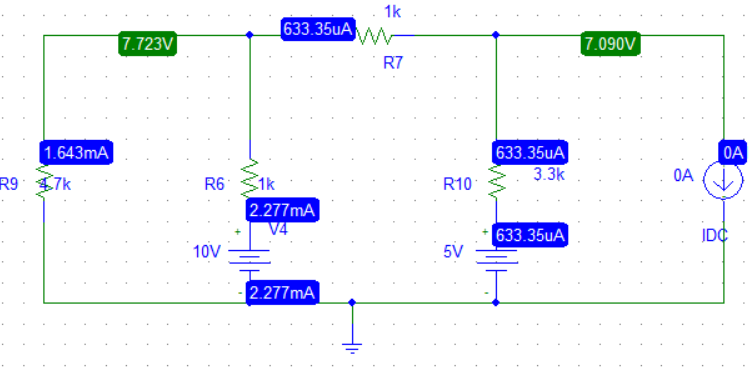 1k
633.35uA
7.723V
7.090V
R7
1.643mA
633.35uA
0A
R9
4.7k
R6
1k
R10
3.3k
0A
2.277mA
V4
+
+
633.35uA
IDC
10V
5V
-
2.277mA
-